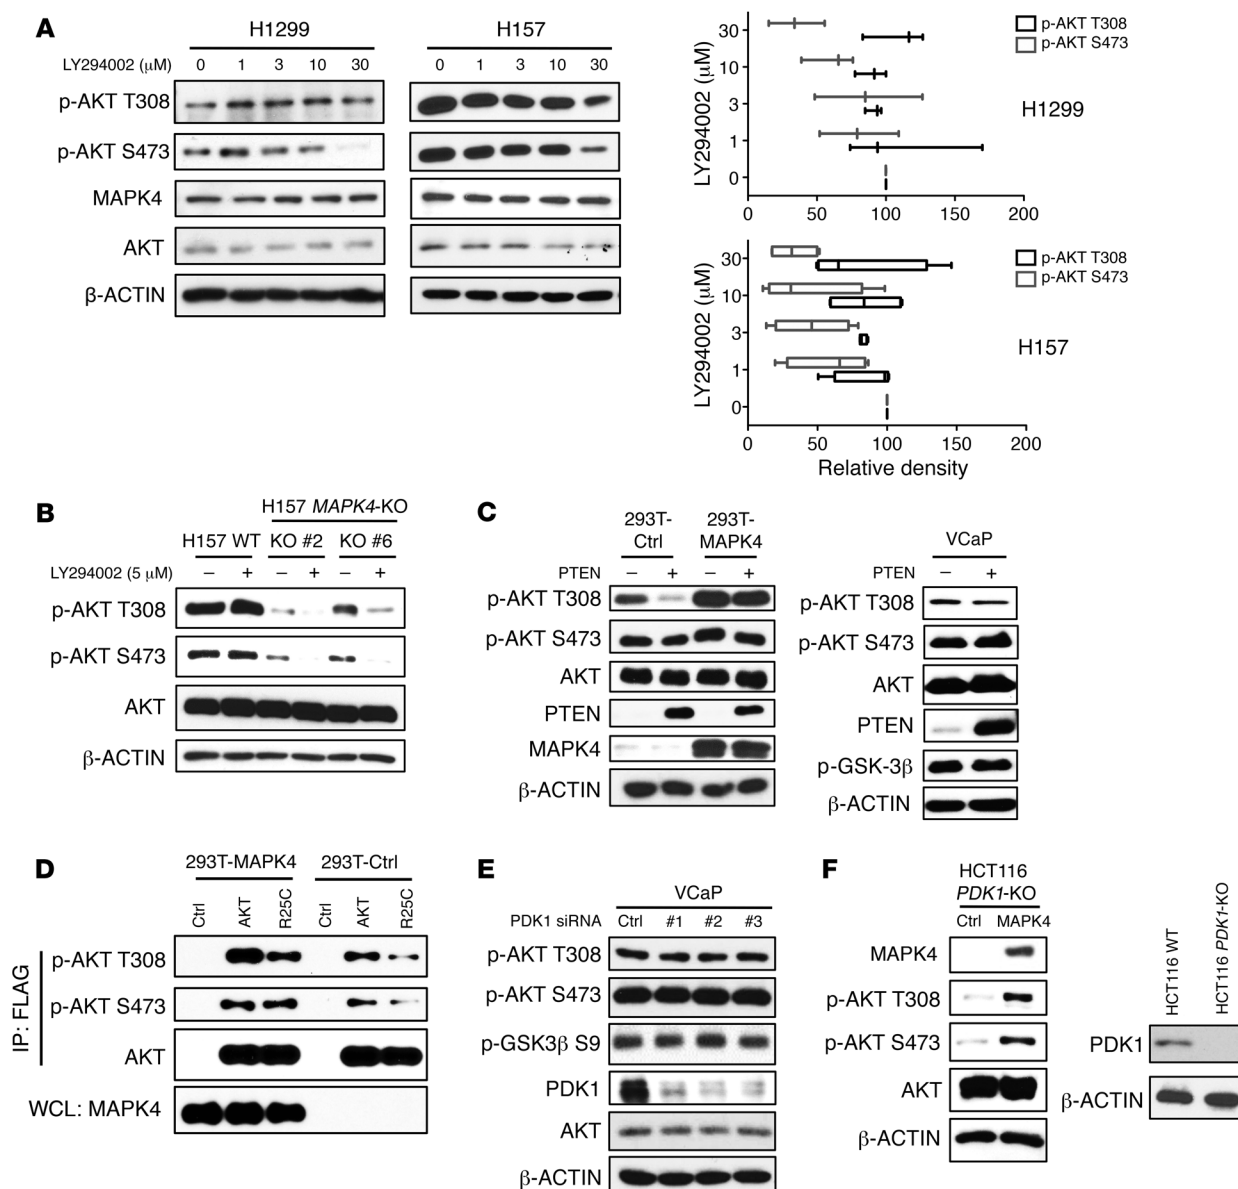 A
H1299
H157
LY294002 (μM) 0 1 3 10 30
0 1 3 10 30
p-AKT T308
p-AKT S473
MAPK4
AKT
β-ACTIN
LY294002 (μM)
30
10
3
1
0
0 50 100 150 200
p-AKT T308
p-AKT S473
H1299
LY294002 (μM)
30
10
3
1
0
0 50 100 150 200
Relative density
p-AKT T308
p-AKT S473
H157
B
H157 MAPK4-KO
H157 WT KO #2 KO #6
LY294002 (5 μM) – + – + – +
p-AKT T308
p-AKT S473
AKT
β-ACTIN
C
293T-
Ctrl
293T-
MAPK4
PTEN – + – +
p-AKT T308
p-AKT S473
AKT
PTEN
MAPK4
β-ACTIN
VCaP
PTEN – +
p-AKT T308
p-AKT S473
AKT
PTEN
p-GSK-3β
β-ACTIN
D
293T-MAPK4 293T-Ctrl
Ctrl AKT R25C Ctrl AKT R25C
IP: FLAG
p-AKT T308
p-AKT S473
AKT
WCL: MAPK4
E
VCaP
PDK1 siRNA Ctrl #1 #2 #3
p-AKT T308
p-AKT S473
p-GSK3β S9
PDK1
AKT
β-ACTIN
F
HCT116
PDK1-KO
Ctrl MAPK4
MAPK4
p-AKT T308
p-AKT S473
AKT
β-ACTIN
HCT116 WT
HCT116 PDK1-KO
PDK1
β-ACTIN